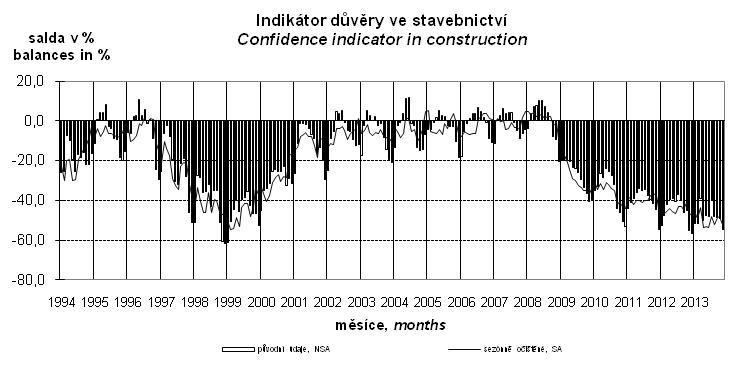 Indikátor důvěry ve stavebnictví
Confidence indicator in construction
salda v %
balances in %
20,0
0,0
-20,0
-40,0
-60,0
-80,0
1994 1995 1996 1997 1998 1999 2000 2001 2002 2003 2004 2005 2006 2007 2008 2009 2010 2011 2012 2013
měsíce, months
původní údaje, NSA
sezónně očištěné, SA